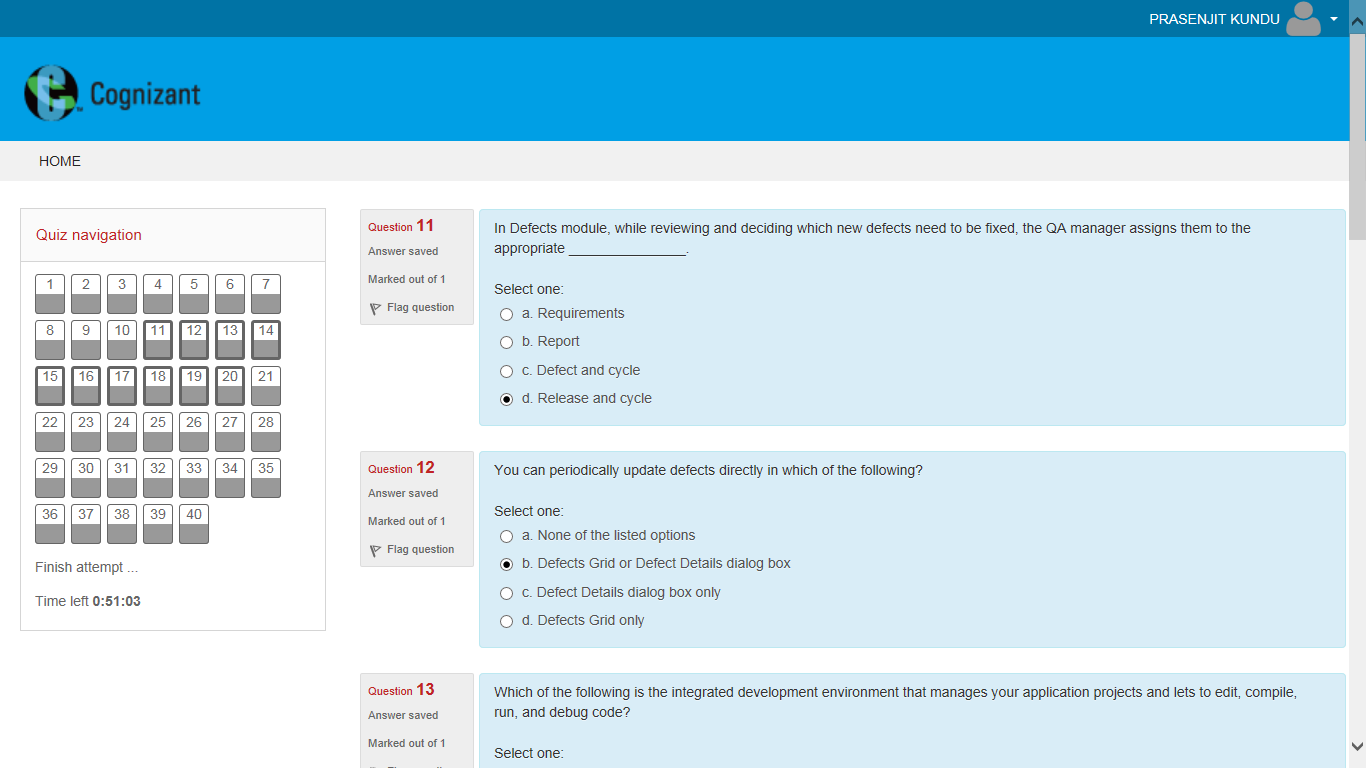 PRASENJIT KUNDU
Cognizant
HOME
Quiz navigation
1 2 3 4 5 6 7
8 9 10 11 12 13 14
15 16 17 18 19 20 21
22 23 24 25 26 27 28
29 30 31 32 33 34 35
36 37 38 39 40
Finish attempt ...
Time left 0:51:03
Question 11
Answer saved
Marked out of 1
Flag question
In Defects module, while reviewing and deciding which new defects need to be fixed, the QA manager assigns them to the
appropriate _______________.
Select one:
a. Requirements
b. Report
c. Defect and cycle
d. Release and cycle
Question 12
Answer saved
Marked out of 1
Flag question
You can periodically update defects directly in which of the following?
Select one:
a. None of the listed options
b. Defects Grid or Defect Details dialog box
c. Defect Details dialog box only
d. Defects Grid only
Question 13
Answer saved
Marked out of 1
Which of the following is the integrated development environment that manages your application projects and lets to edit, compile,
run, and debug code?
Select one: